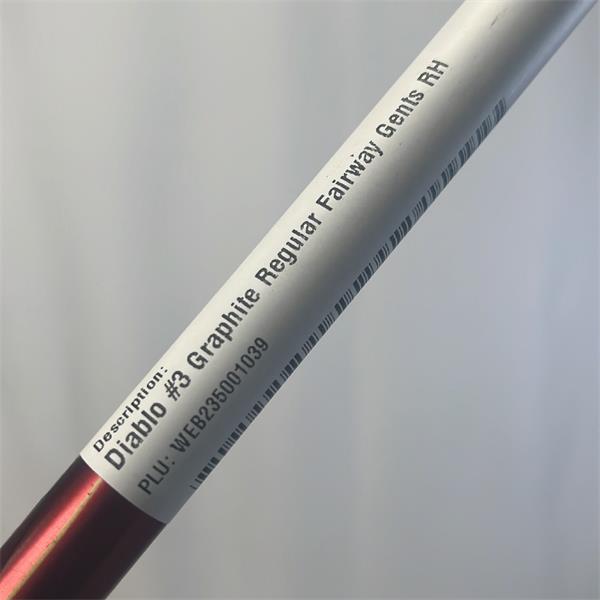 Description:
Diablo #3 Graphite Regular Fairway Gents RH
PLU: WEB235001039